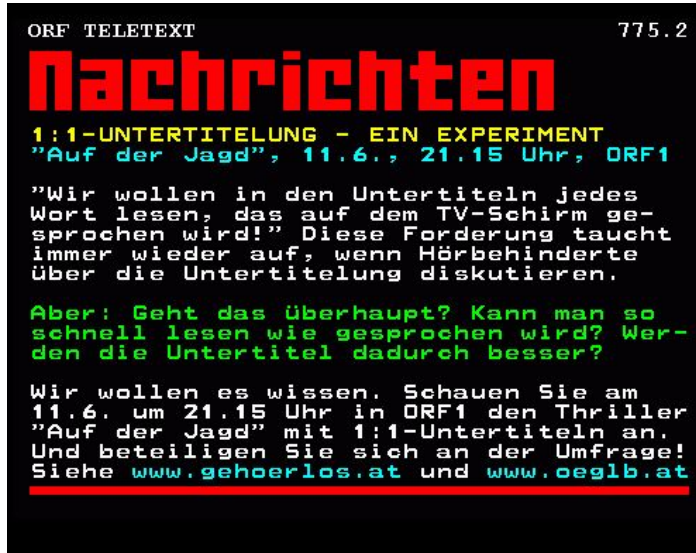 ORF TELETEXT 775.2
Nachrichten
1:1-UNTERTITELUNG - EIN EXPERIMENT
"Auf der Jagd", 11.6., 21.15 Uhr, ORF1
"Wir wollen in den Untertiteln jedes
Wort lesen, das auf dem TV-Schirm ge-
sprochen wird!" Diese Forderung taucht
immer wieder auf, wenn Hörbehinderte
über die Untertitelung diskutieren.
Aber: Geht das überhaupt? Kann man so
schnell lesen wie gesprochen wird? Wer-
den die Untertitel dadurch besser?
Wir wollen es wissen. Schauen Sie am
11.6. um 21.15 Uhr in ORF1 den Thriller
"Auf der Jagd" mit 1:1-Untertiteln an.
Und beteiligen Sie sich an der Umfrage!
Siehe www.gehoerlos.at und www.oeglb.at